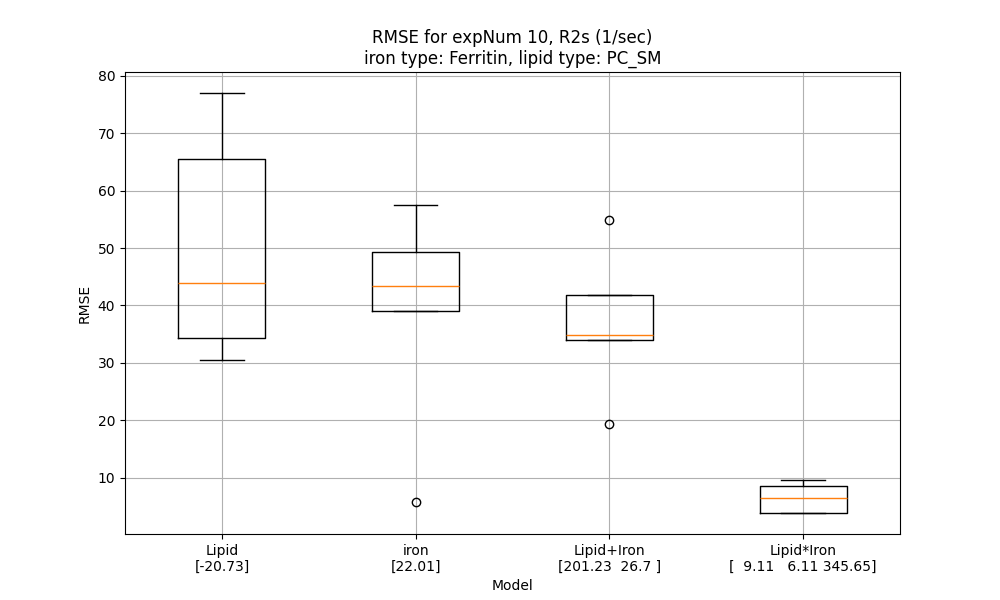 RMSE for expNum 10, R2s (1/sec)
iron type: Ferritin, lipid type: PC_SM
80
70
60
50
40
30
20
10
RMSE
Lipid
[-20.73]
iron
[22.01]
Lipid+Iron
[201.23  26.7 ]
Lipid*Iron
[  9.11   6.11 345.65]
Model